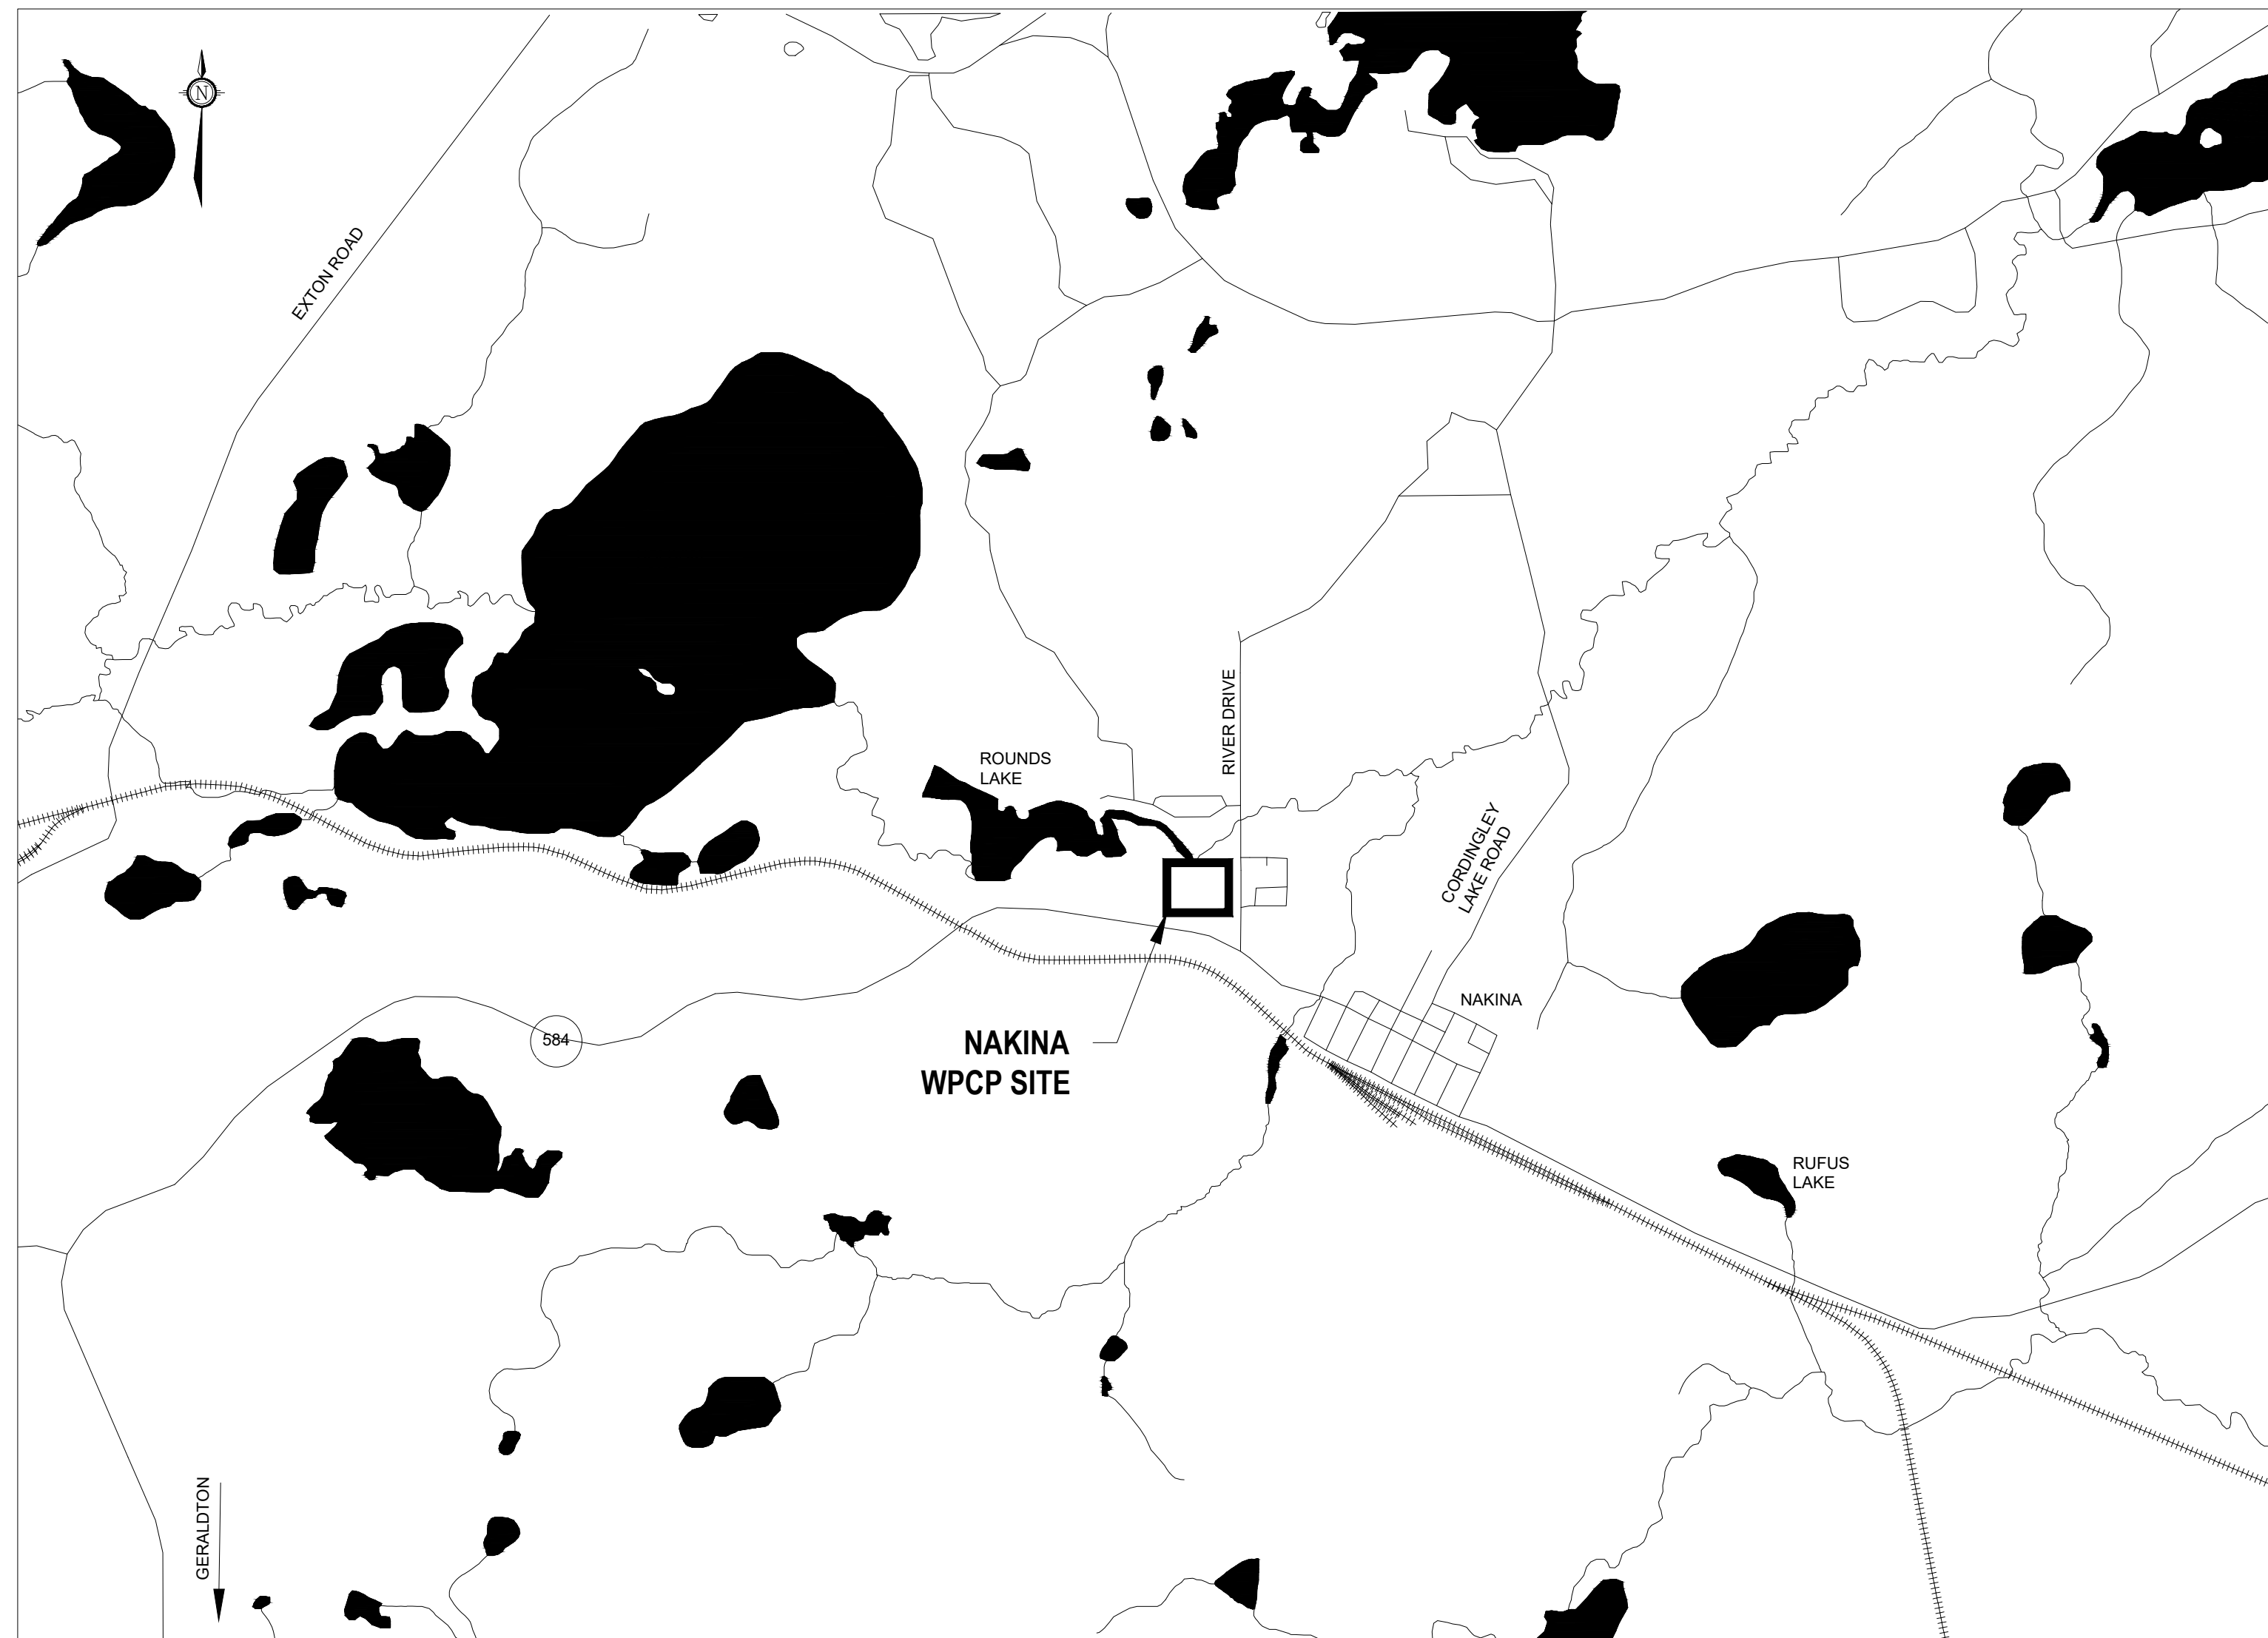 N
EXTON ROAD
ROUNDS
LAKE
RIVER DRIVE
CORDINGLEY
LAKE ROAD
NAKINA
584
NAKINA
WPCP SITE
RUFUS
LAKE
GERALDTON